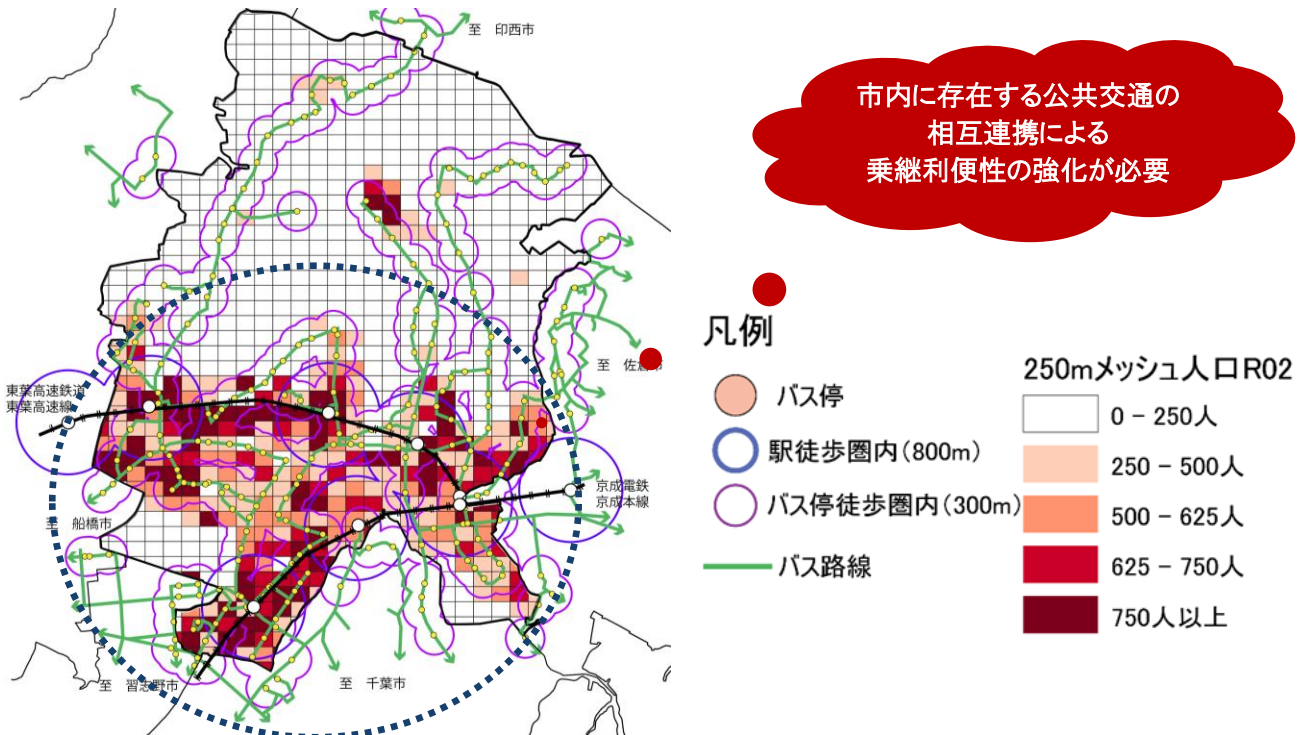 至 印西市
市内に存在する公共交通の
相互連携による
乗継利便性の強化が必要
凡例
バス停
駅徒歩圏内(800m)
バス停徒歩圏内(300m)
バス路線
250mメッシュ人口R02
0 - 250人
250 - 500人
500 - 625人
625 - 750人
750人以上
至 佐倉市
東葉高速鉄道
東葉高速線
京成電鉄
京成本線
至 船橋市
至 習志野市
至 千葉市